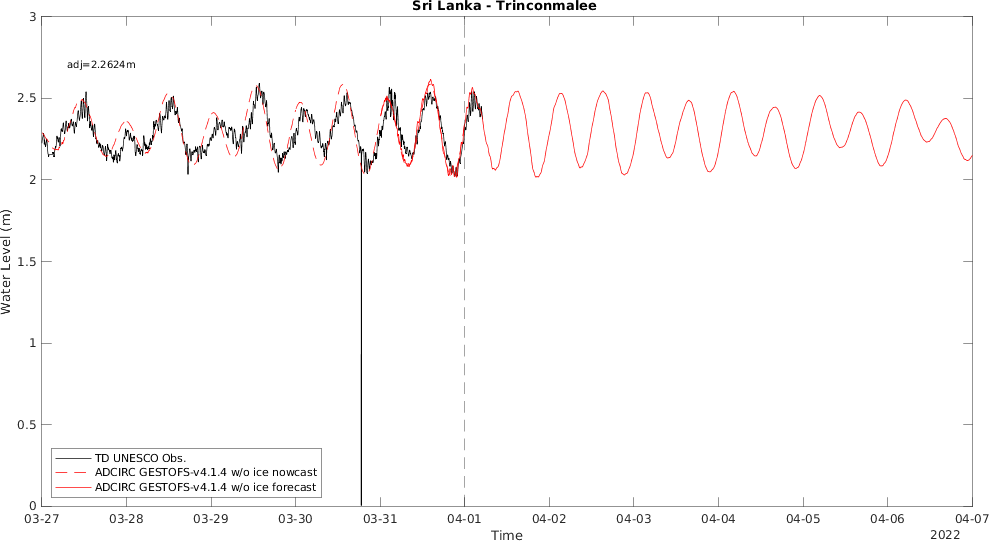 Sri Lanka - Trinconmalee
adj=2.2624m
Water Level (m)
3
2.5
2
1.5
1
0.5
0
TD UNESCO Obs.
ADCIRC GESTOFS-v4.1.4 w/o ice nowcast
ADCIRC GESTOFS-v4.1.4 w/o ice forecast
03-27 03-28 03-29 03-30 03-31 04-01 04-02 04-03 04-04 04-05 04-06 04-07
Time
2022